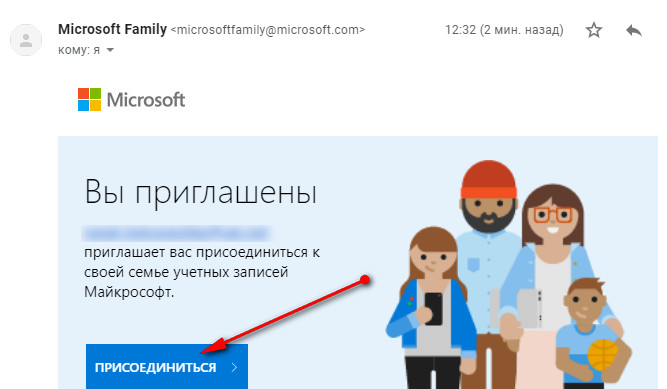 Microsoft Family <microsoftfamily@microsoft.com>
12:32 (2 мин. назад)
кому: я
Microsoft
Вы приглашены
приглашает вас присоединиться к
своей семье учетных записей
Майкрософт.
ПРИСОЕДИНИТЬСЯ